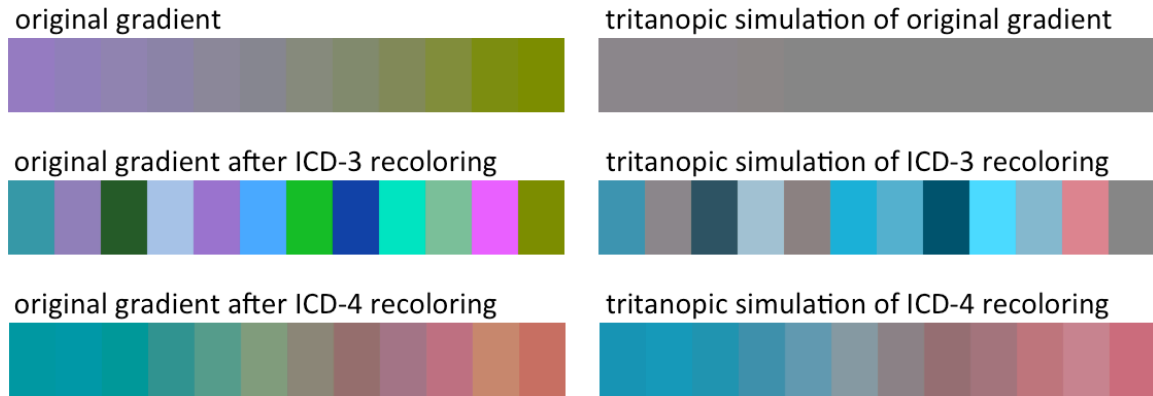 original gradient
tritanopic simulation of original gradient
original gradient after ICD-3 recoloring
tritanopic simulation of ICD-3 recoloring
original gradient after ICD-4 recoloring
tritanopic simulation of ICD-4 recoloring